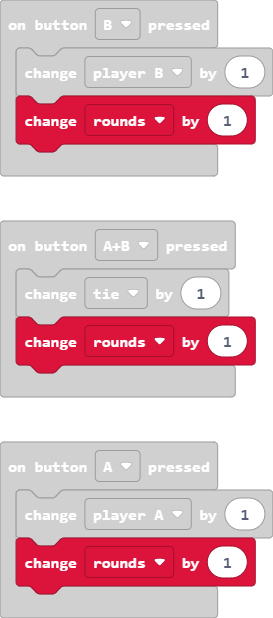 on button B pressed
change player B by 1
change rounds by 1
on button A+B pressed
change tie by 1
change rounds by 1
on button A pressed
change player A by 1
change rounds by 1